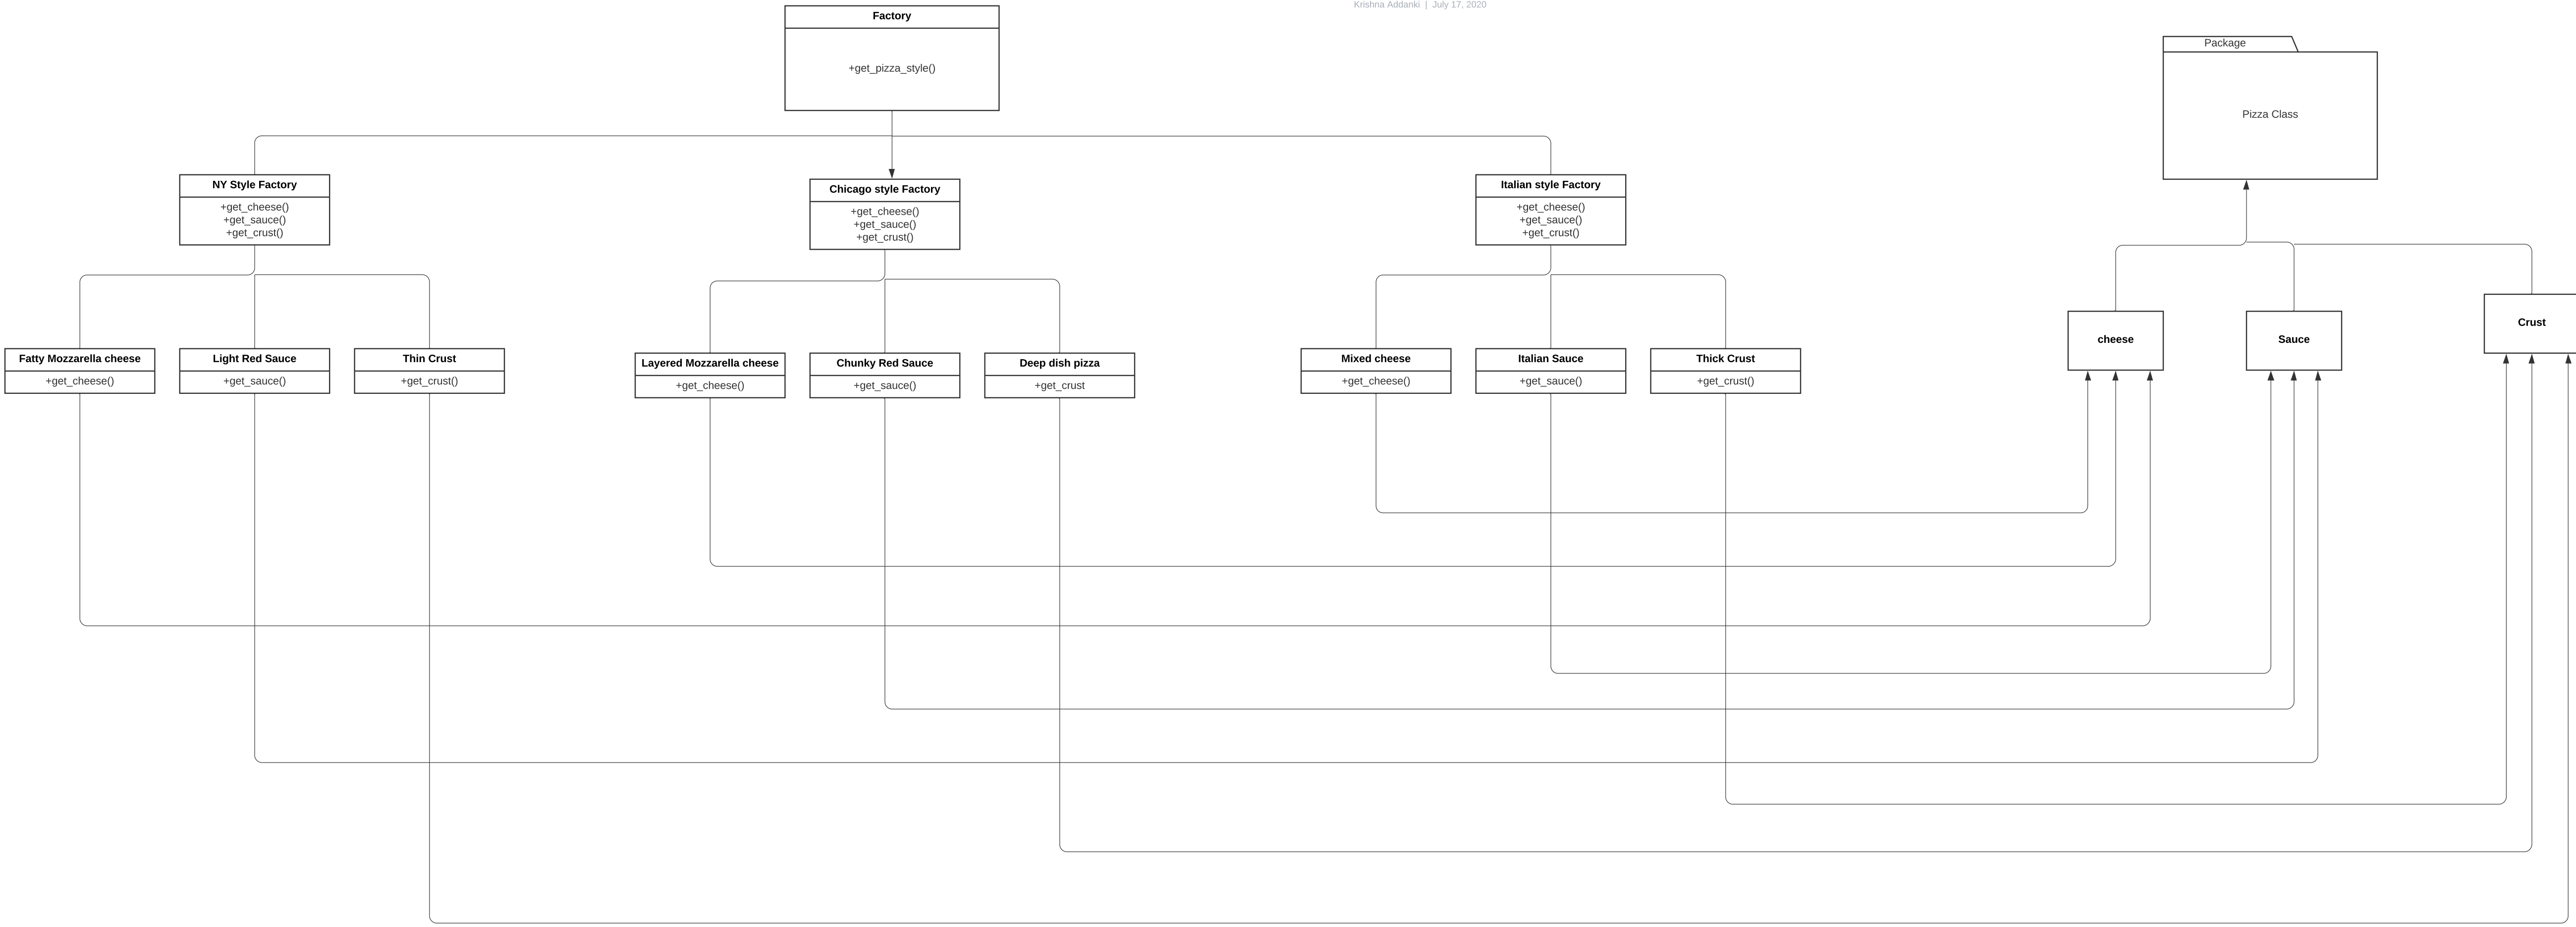 Krishna Addanki | July 17, 2020
Factory
+get_pizza_style()
Package
Pizza Class
NY Style Factory
+get_cheese()
+get_sauce()
+get_crust()
Chicago style Factory
+get_cheese()
+get_sauce()
+get_crust()
Italian style Factory
+get_cheese()
+get_sauce()
+get_crust()
Fatty Mozzarella cheese
+get_cheese()
Light Red Sauce
+get_sauce()
Thin Crust
+get_crust()
Layered Mozzarella cheese
+get_cheese()
Chunky Red Sauce
+get_sauce()
Deep dish pizza
+get_crust
Mixed cheese
+get_cheese()
Italian Sauce
+get_sauce()
Thick Crust
+get_crust()
cheese
Sauce
Crust